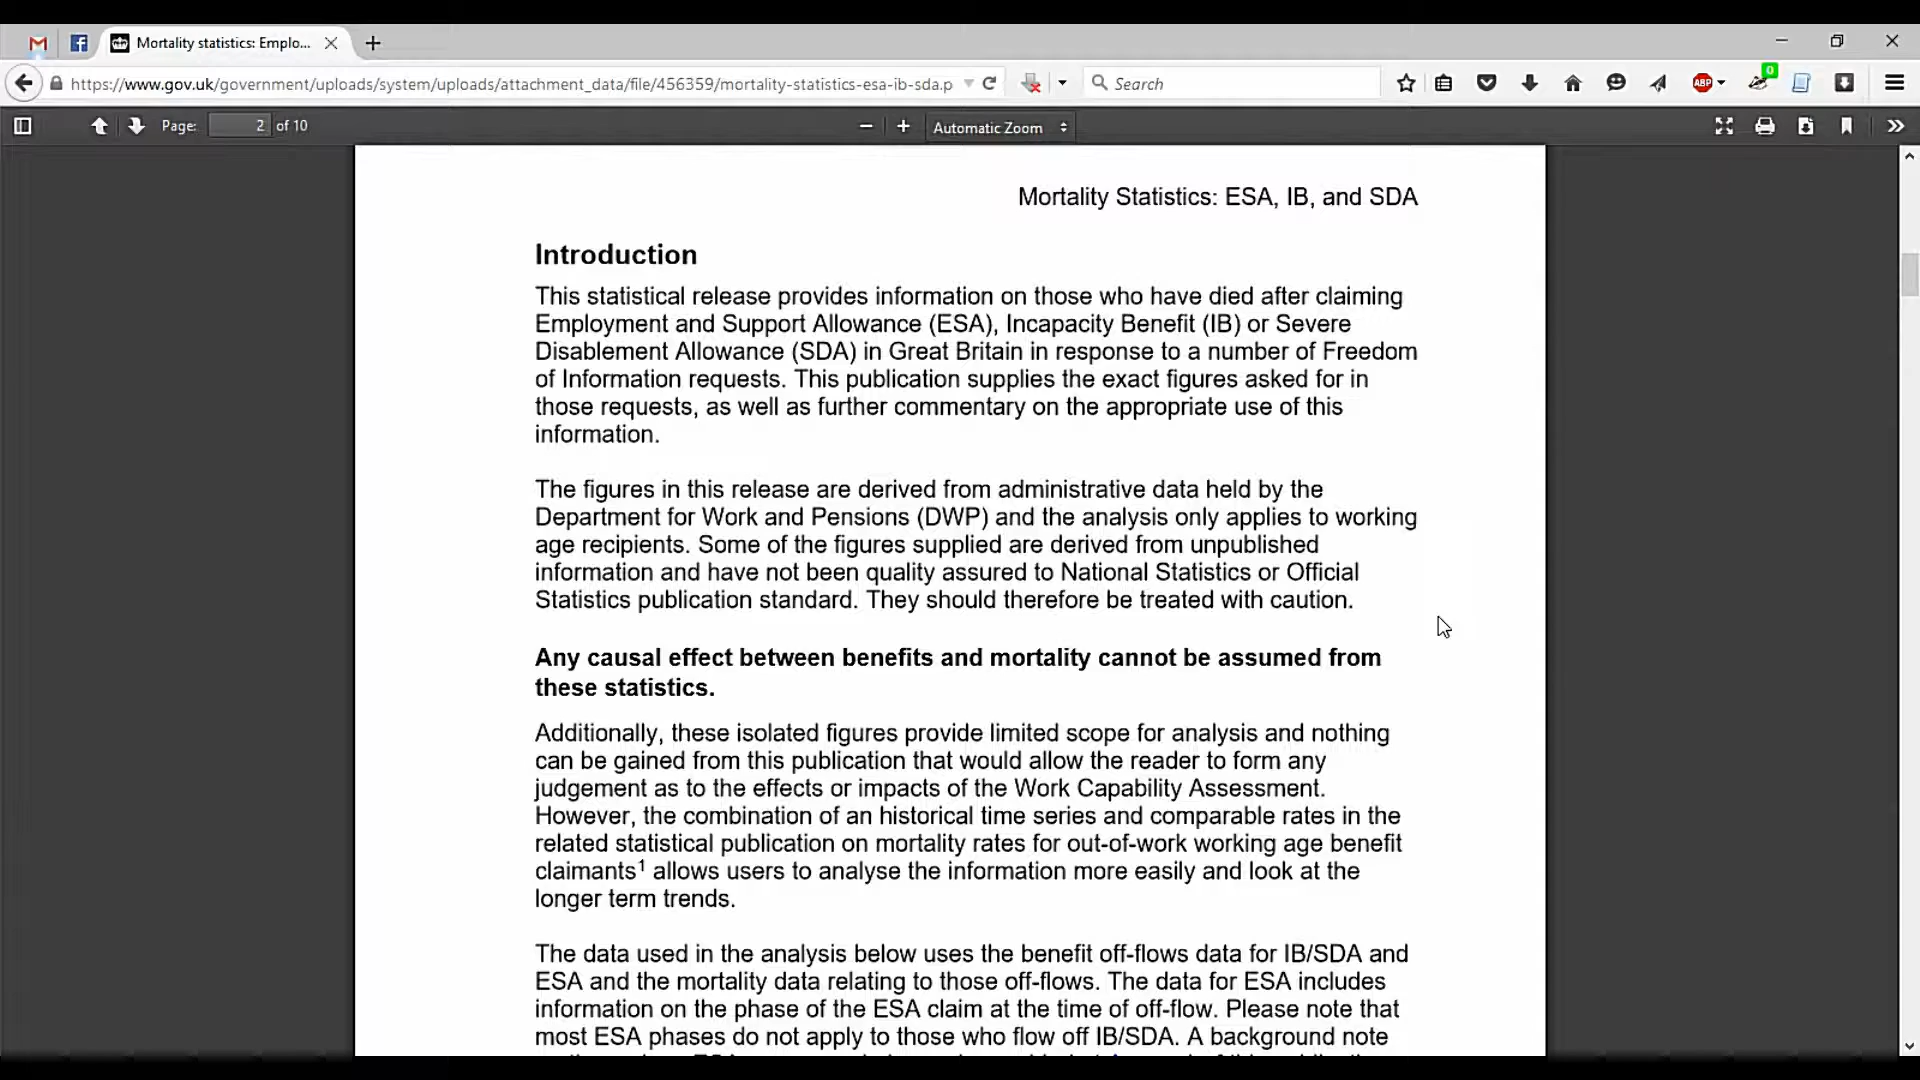 Mortality statistics: Emplo...
https://www.gov.uk/government/uploads/system/uploads/attachment_data/file/456359/mortality-statistics-esa-ib-sda.p
Search
ABP
0
Page: 2 of 10
Automatic Zoom
Mortality Statistics: ESA, IB, and SDA
Introduction
This statistical release provides information on those who have died after claiming
Employment and Support Allowance (ESA), Incapacity Benefit (IB) or Severe
Disablement Allowance (SDA) in Great Britain in response to a number of Freedom
of Information requests. This publication supplies the exact figures asked for in
those requests, as well as further commentary on the appropriate use of this
information.
The figures in this release are derived from administrative data held by the
Department for Work and Pensions (DWP) and the analysis only applies to working
age recipients. Some of the figures supplied are derived from unpublished
information and have not been quality assured to National Statistics or Official
Statistics publication standard. They should therefore be treated with caution.
Any causal effect between benefits and mortality cannot be assumed from
these statistics.
Additionally, these isolated figures provide limited scope for analysis and nothing
can be gained from this publication that would allow the reader to form any
judgement as to the effects or impacts of the Work Capability Assessment.
However, the combination of an historical time series and comparable rates in the
related statistical publication on mortality rates for out-of-work working age benefit
claimants¹ allows users to analyse the information more easily and look at the
longer term trends.
The data used in the analysis below uses the benefit off-flows data for IB/SDA and
ESA and the mortality data relating to those off-flows. The data for ESA includes
information on the phase of the ESA claim at the time of off-flow. Please note that
most ESA phases do not apply to those who flow off IB/SDA. A background note